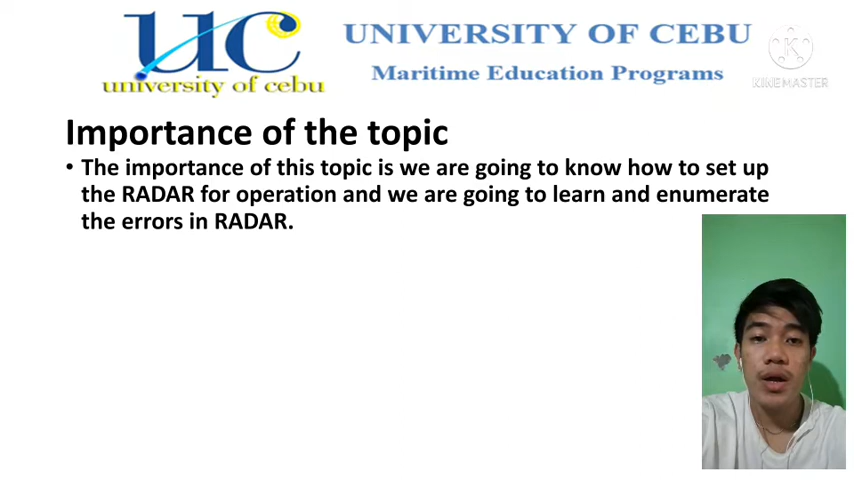 UC
university of cebu
UNIVERSITY OF CEBU
Maritime Education Programs
KINEMASTER
Importance of the topic
• The importance of this topic is we are going to know how to set up
the RADAR for operation and we are going to learn and enumerate
the errors in RADAR.